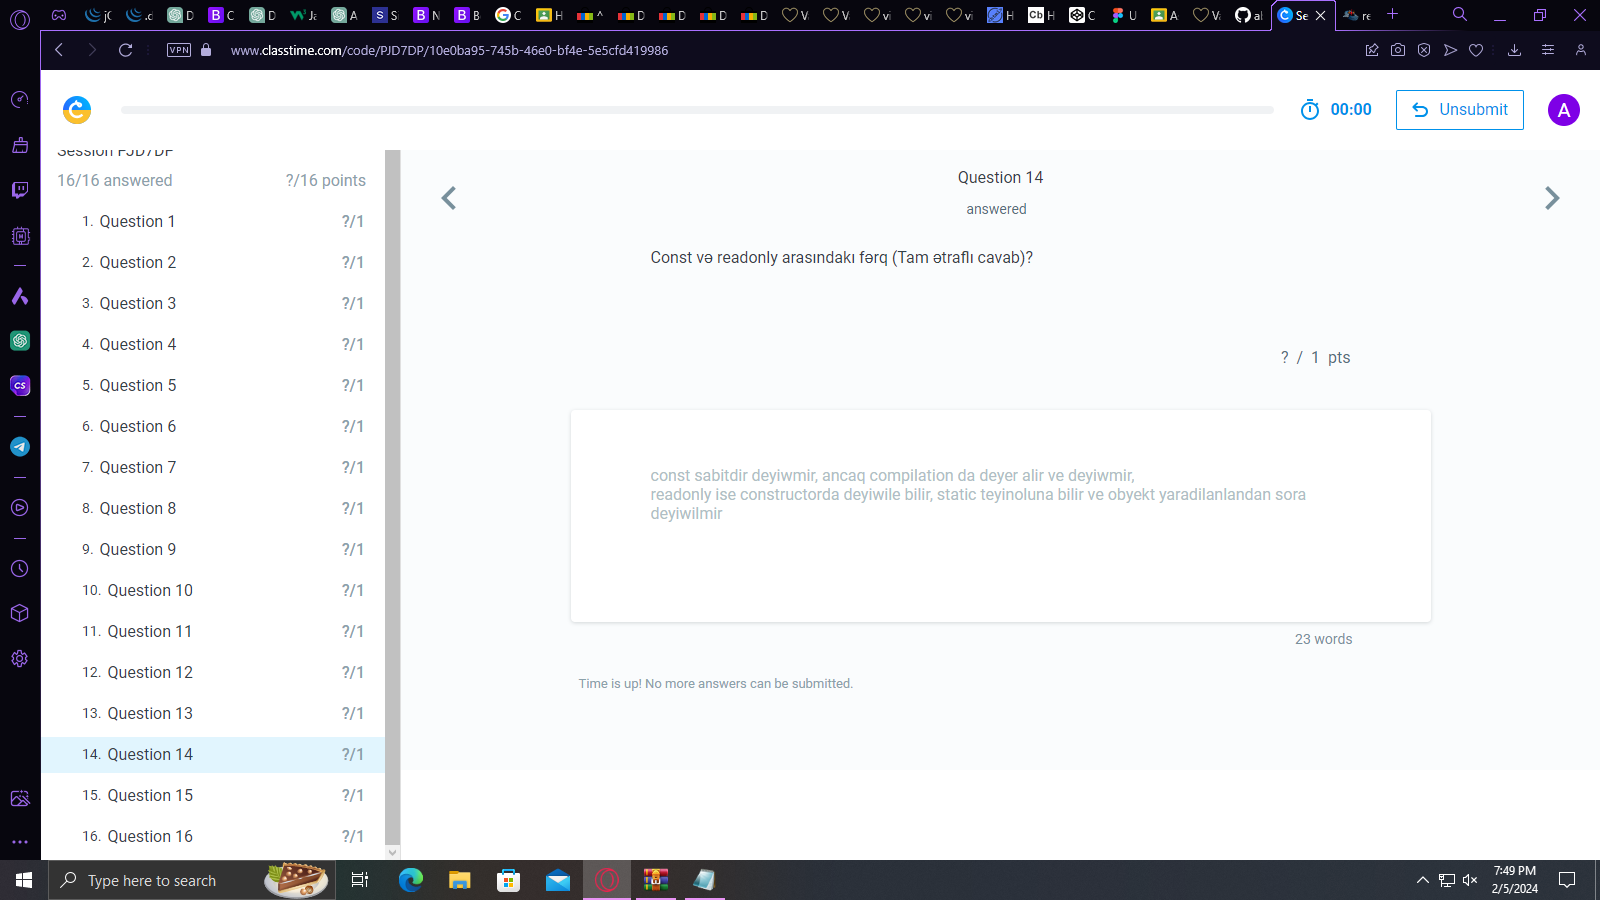 www.classtime.com/code/PJD7DP/10e0ba95-745b-46e0-bf4e-5e5cfd419986
VPN
00:00
Unsubmit
A
Session PJD7DP
16/16 answered
?/16 points
1. Question 1 ?/1
2. Question 2 ?/1
3. Question 3 ?/1
4. Question 4 ?/1
5. Question 5 ?/1
6. Question 6 ?/1
7. Question 7 ?/1
8. Question 8 ?/1
9. Question 9 ?/1
10. Question 10 ?/1
11. Question 11 ?/1
12. Question 12 ?/1
13. Question 13 ?/1
14. Question 14 ?/1
15. Question 15 ?/1
16. Question 16 ?/1
Question 14
answered
Const və readonly arasındakı fərq (Tam ətraflı cavab)?
? / 1 pts
const sabitdir deyiwmir, ancaq compilation da deyer alir ve deyiwmir,
readonly ise constructorda deyiwile bilir, static teyinoluna bilir ve obyekt yaradilanlandan sora
deyiwilmir
23 words
Time is up! No more answers can be submitted.
Type here to search
7:49 PM
2/5/2024